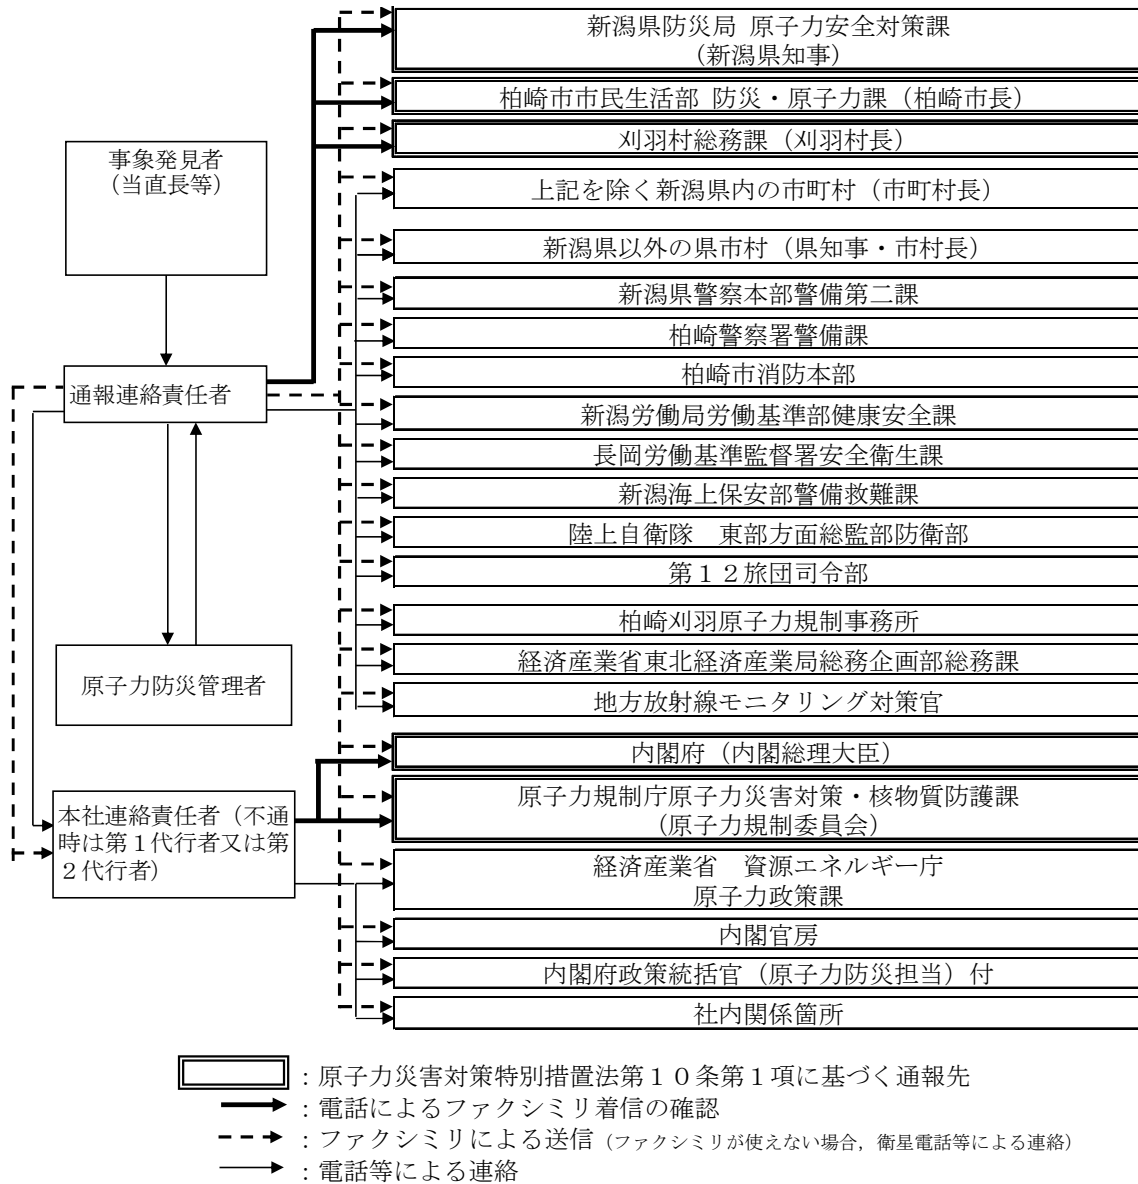 新潟県防災局 原子力安全対策課
（新潟県知事）
柏崎市市民生活部 防災・原子力課（柏崎市長）
刈羽村総務課（刈羽村長）
上記を除く新潟県内の市町村（市町村長）
新潟県以外の県市村（県知事・市村長）
新潟県警察本部警備第二課
柏崎警察署警備課
柏崎市消防本部
新潟労働局労働基準部健康安全課
長岡労働基準監督署安全衛生課
新潟海上保安部警備救難課
陸上自衛隊　東部方面総監部防衛部
第１２旅団司令部
柏崎刈羽原子力規制事務所
経済産業省東北経済産業局総務企画部総務課
地方放射線モニタリング対策官
内閣府（内閣総理大臣）
原子力規制庁原子力災害対策・核物質防護課
（原子力規制委員会）
経済産業省　資源エネルギー庁
原子力政策課
内閣官房
内閣府政策統括官（原子力防災担当）付
社内関係箇所
事象発見者
（当直長等）
通報連絡責任者
原子力防災管理者
本社連絡責任者（不通
時は第１代行者又は第
２代行者）
：原子力災害対策特別措置法第１０条第１項に基づく通報先
：電話によるファクシミリ着信の確認
：ファクシミリによる送信（ファクシミリが使えない場合，衛星電話等による連絡）
：電話等による連絡